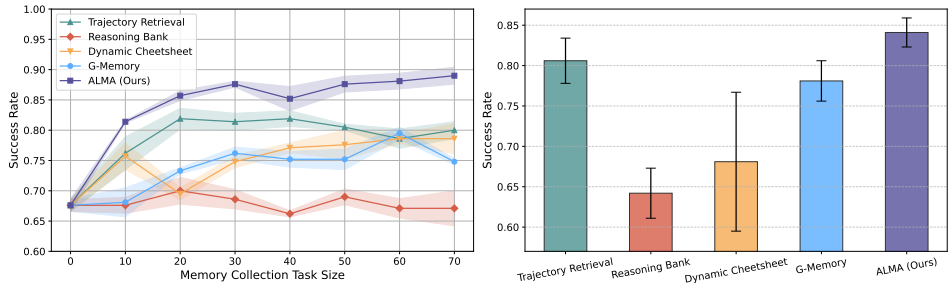 1.00
0.95
0.90
0.85
0.80
0.75
0.70
0.65
0.60
Success Rate
Trajectory Retrieval
Reasoning Bank
Dynamic Cheetsheet
G-Memory
ALMA (Ours)
0 10 20 30 40 50 60 70
Memory Collection Task Size
0.85
0.80
0.75
0.70
0.65
0.60
Success Rate
Trajectory Retrieval
Reasoning Bank
Dynamic Cheetsheet
G-Memory
ALMA (Ours)